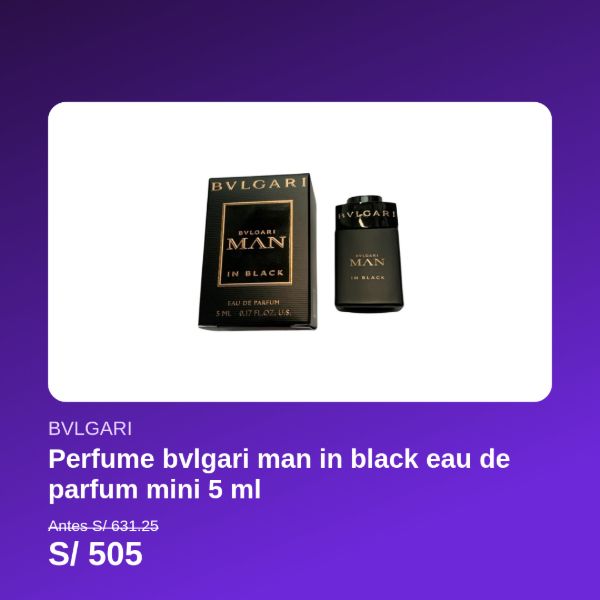 BVLGARI
BVLGARI
MAN
IN BLACK
EAU DE PARFUM
5 ML - 0.17 FL.OZ. U.S.
BVLGARI
BVLGARI
MAN
IN BLACK
BVLGARI
Perfume bvlgari man in black eau de
parfum mini 5 ml
Antes S/ 631.25
S/ 505